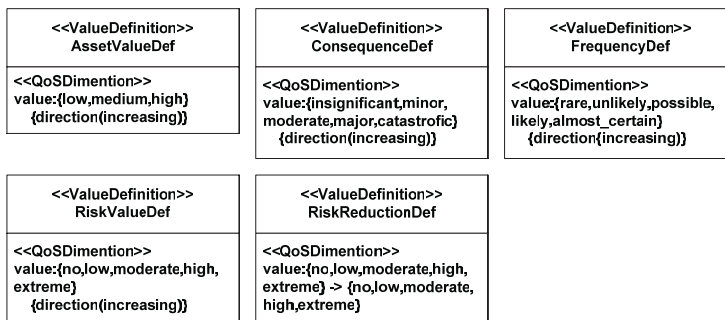 <<ValueDefinition>>
AssetValueDef
<<QoSDimention>>
value:{low,medium,high}
{direction(increasing)}
<<ValueDefinition>>
ConsequenceDef
<<QoSDimention>>
value:{insignificant,minor,
moderate,major,catastrofic}
{direction(increasing)}
<<ValueDefinition>>
FrequencyDef
<<QoSDimention>>
value:{rare,unlikely,possible,
likely,almost_certain}
{direction{increasing)}
<<ValueDefinition>>
RiskValueDef
<<QoSDimention>>
value:{no,low,moderate,high,
extreme}
{direction(increasing)}
<<ValueDefinition>>
RiskReductionDef
<<QoSDimention>>
value:{no,low,moderate,high,
extreme} -> {no,low,moderate,
high,extreme}